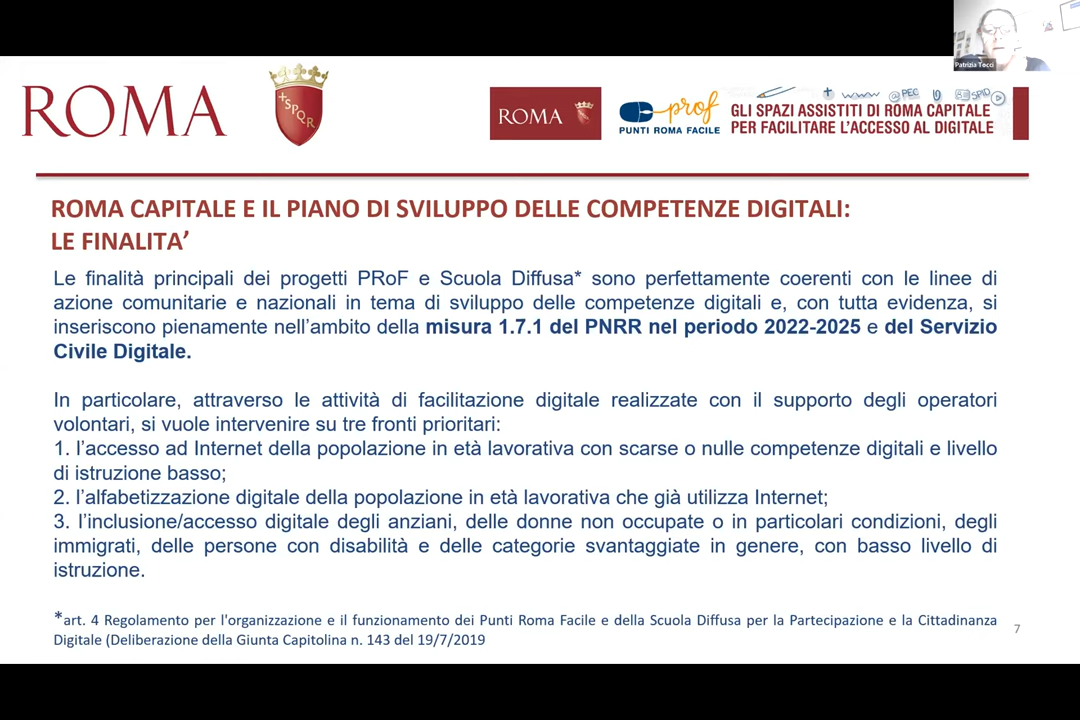 Patrizia Tocci
ROMA
SPQR
ROMA
prof
PUNTI ROMA FACILE
www @PEC SPID
GLI SPAZI ASSISTITI DI ROMA CAPITALE
PER FACILITARE L'ACCESSO AL DIGITALE
ROMA CAPITALE E IL PIANO DI SVILUPPO DELLE COMPETENZE DIGITALI:
LE FINALITA’
Le finalità principali dei progetti PRoF e Scuola Diffusa* sono perfettamente coerenti con le linee di
azione comunitarie e nazionali in tema di sviluppo delle competenze digitali e, con tutta evidenza, si
inseriscono pienamente nell’ambito della misura 1.7.1 del PNRR nel periodo 2022-2025 e del Servizio
Civile Digitale.
In particolare, attraverso le attività di facilitazione digitale realizzate con il supporto degli operatori
volontari, si vuole intervenire su tre fronti prioritari:
1. l’accesso ad Internet della popolazione in età lavorativa con scarse o nulle competenze digitali e livello
di istruzione basso;
2. l’alfabetizzazione digitale della popolazione in età lavorativa che già utilizza Internet;
3. l’inclusione/accesso digitale degli anziani, delle donne non occupate o in particolari condizioni, degli
immigrati, delle persone con disabilità e delle categorie svantaggiate in genere, con basso livello di
istruzione.
*art. 4 Regolamento per l'organizzazione e il funzionamento dei Punti Roma Facile e della Scuola Diffusa per la Partecipazione e la Cittadinanza
Digitale (Deliberazione della Giunta Capitolina n. 143 del 19/7/2019
7